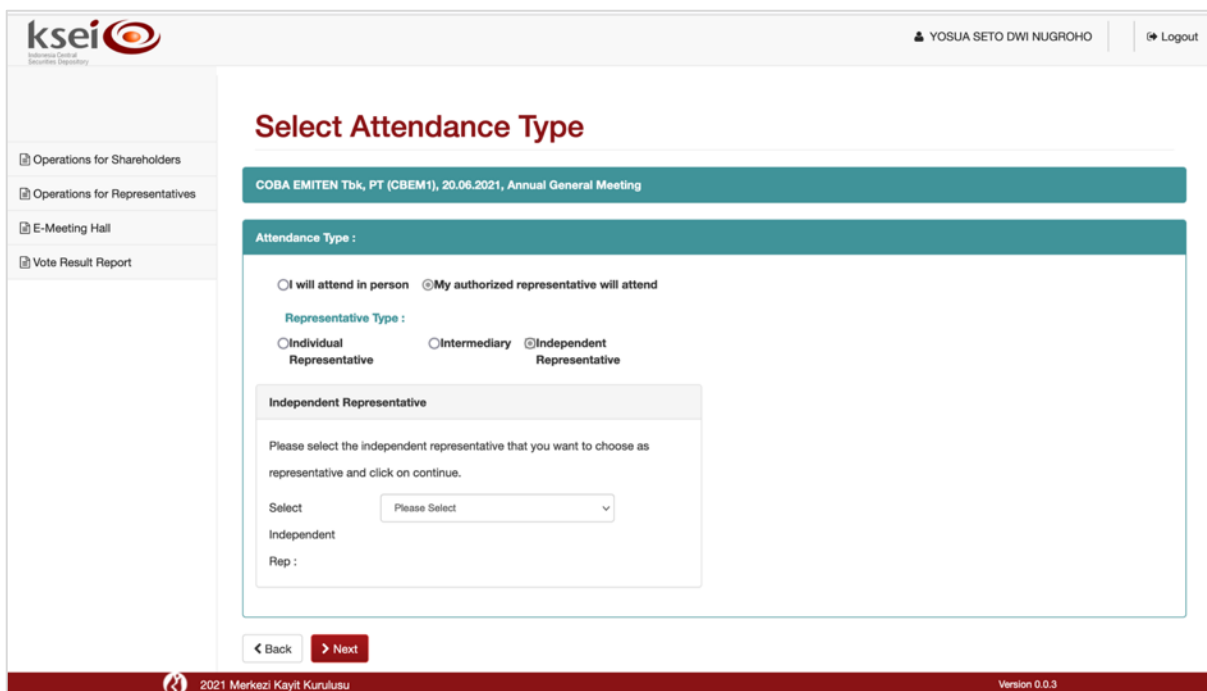 ksei
Indonesia Central
Securities Depository
YOSUA SETO DWI NUGROHO
Logout
Operations for Shareholders
Operations for Representatives
E-Meeting Hall
Vote Result Report
Select Attendance Type
COBA EMITEN Tbk, PT (CBEM1), 20.06.2021, Annual General Meeting
Attendance Type :
I will attend in person My authorized representative will attend
Representative Type :
Individual Representative
Intermediary
Independent Representative
Independent Representative
Please select the independent representative that you want to choose as
representative and click on continue.
Select
Independent
Rep :
Please Select
Back
Next
2021 Merkezi Kayit Kurulusu
Version 0.0.3